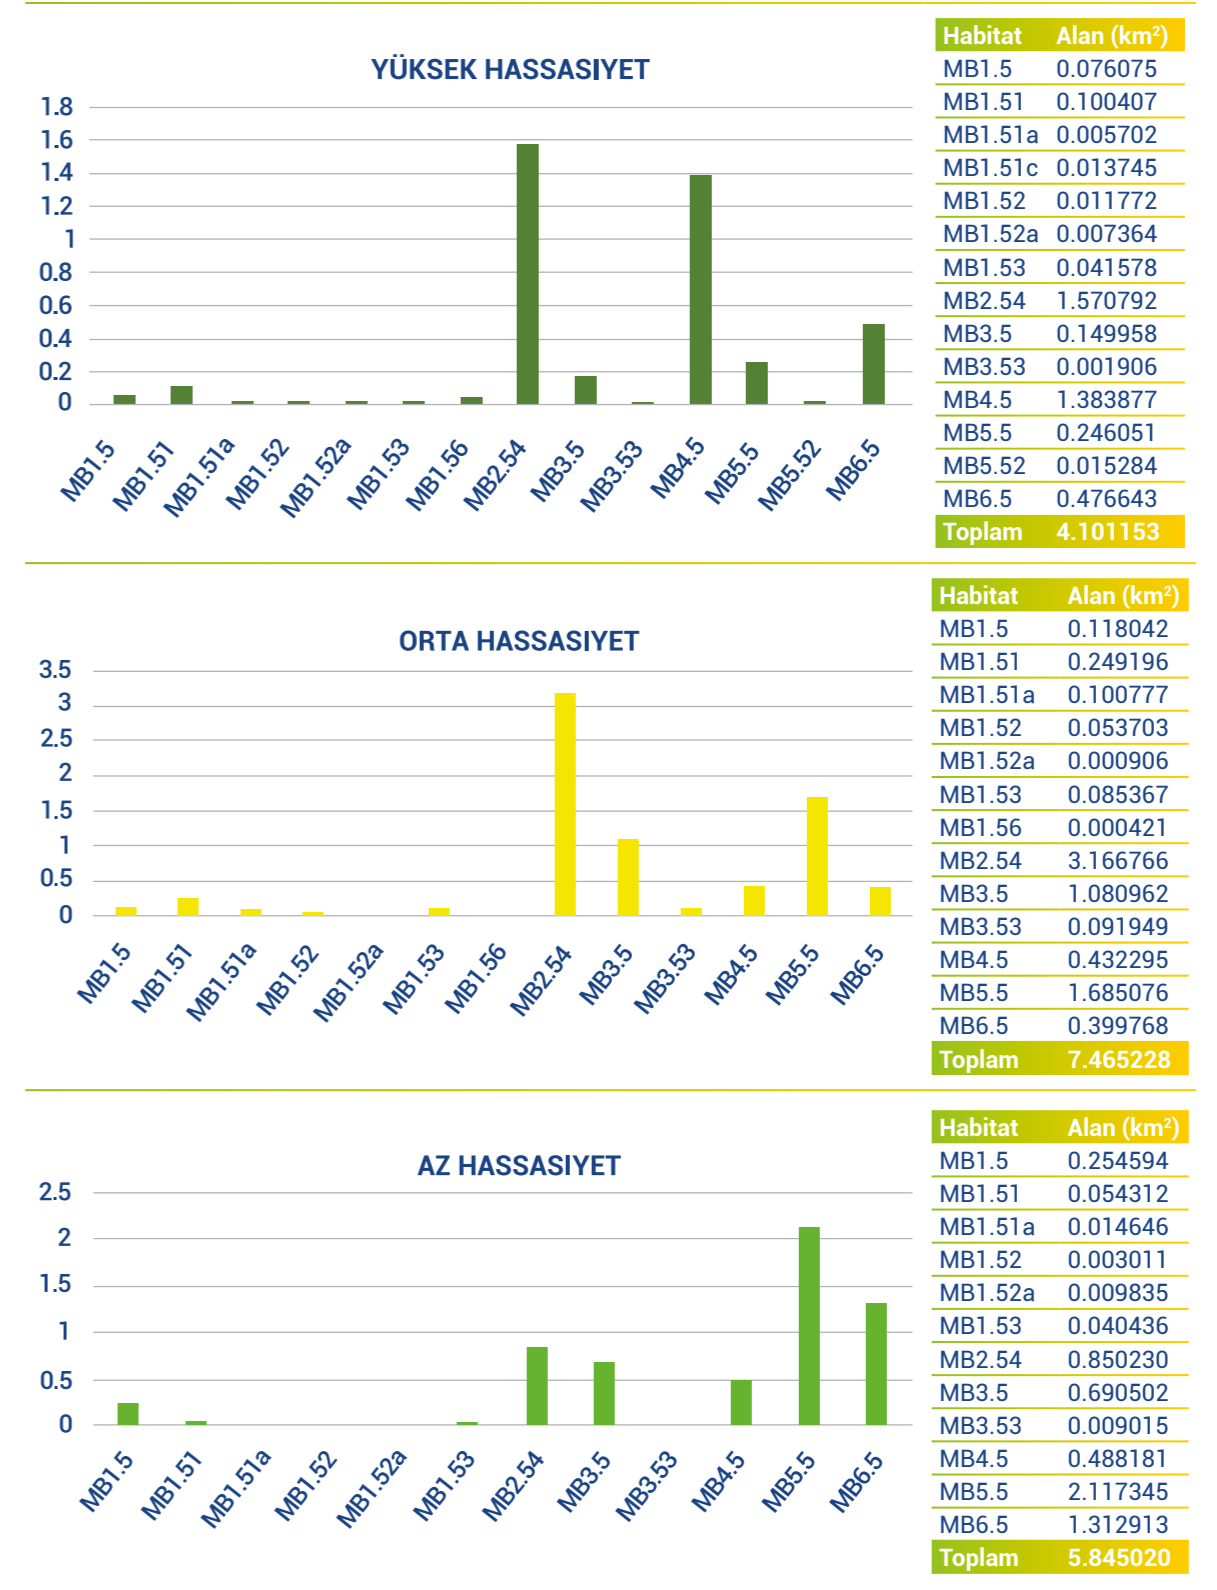 YÜKSEK HASSASIYET
1.8
1.6
1.4
1.2
1
0.8
0.6
0.4
0.2
0
MB1.5 MB1.51 MB1.51a MB1.52 MB1.52a MB1.53 MB1.56 MB2.54 MB3.5 MB3.53 MB4.5 MB5.5 MB5.52 MB6.5
Habitat Alan (km²)
MB1.5 0.076075
MB1.51 0.100407
MB1.51a 0.005702
MB1.51c 0.013745
MB1.52 0.011772
MB1.52a 0.007364
MB1.53 0.041578
MB2.54 1.570792
MB3.5 0.149958
MB3.53 0.001906
MB4.5 1.383877
MB5.5 0.246051
MB5.52 0.015284
MB6.5 0.476643
Toplam 4.101153
ORTA HASSASIYET
3.5
3
2.5
2
1.5
1
0.5
0
MB1.5 MB1.51 MB1.51a MB1.52 MB1.52a MB1.53 MB1.56 MB2.54 MB3.5 MB3.53 MB4.5 MB5.5 MB6.5
Habitat Alan (km²)
MB1.5 0.118042
MB1.51 0.249196
MB1.51a 0.100777
MB1.52 0.053703
MB1.52a 0.000906
MB1.53 0.085367
MB1.56 0.000421
MB2.54 3.166766
MB3.5 1.080962
MB3.53 0.091949
MB4.5 0.432295
MB5.5 1.685076
MB6.5 0.399768
Toplam 7.465228
AZ HASSASIYET
2.5
2
1.5
1
0.5
0
MB1.5 MB1.51 MB1.51a MB1.52 MB1.52a MB1.53 MB2.54 MB3.5 MB3.53 MB4.5 MB5.5 MB6.5
Habitat Alan (km²)
MB1.5 0.254594
MB1.51 0.054312
MB1.51a 0.014646
MB1.52 0.003011
MB1.52a 0.009835
MB1.53 0.040436
MB2.54 0.850230
MB3.5 0.690502
MB3.53 0.009015
MB4.5 0.488181
MB5.5 2.117345
MB6.5 1.312913
Toplam 5.845020